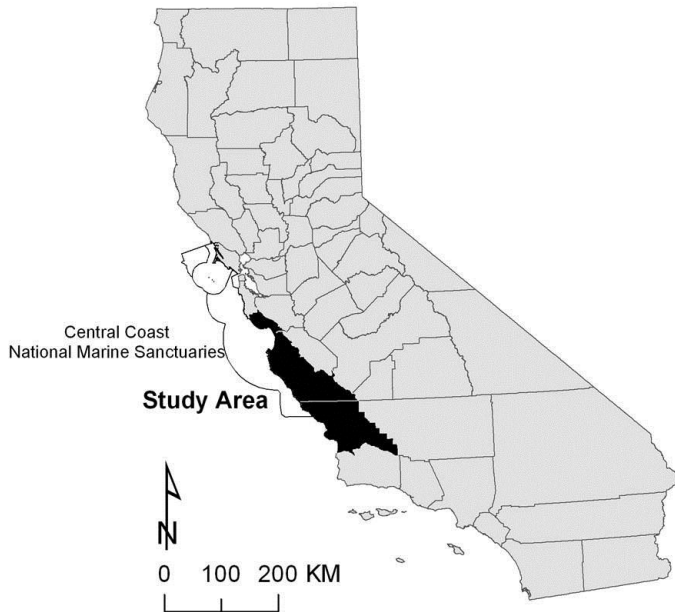 Central Coast
National Marine Sanctuaries
Study Area
N
0 100 200 KM